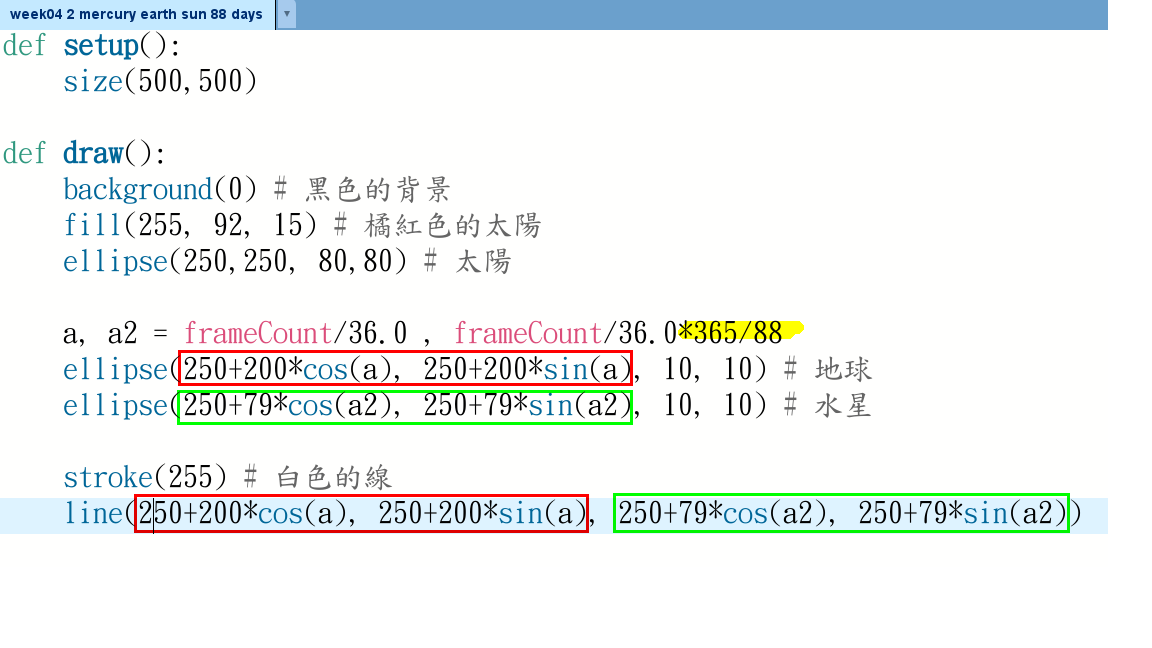 week04 2 mercury earth sun 88 days
def setup():
    size(500,500)
def draw():
    background(0) # 黑色的背景
    fill(255, 92, 15) # 橘紅色的太陽
    ellipse(250,250, 80,80) # 太陽
    a, a2 = frameCount/36.0 , frameCount/36.0*365/88
    ellipse(250+200*cos(a), 250+200*sin(a), 10, 10) # 地球
    ellipse(250+79*cos(a2), 250+79*sin(a2), 10, 10) # 水星
    stroke(255) # 白色的線
    line(250+200*cos(a), 250+200*sin(a), 250+79*cos(a2), 250+79*sin(a2))